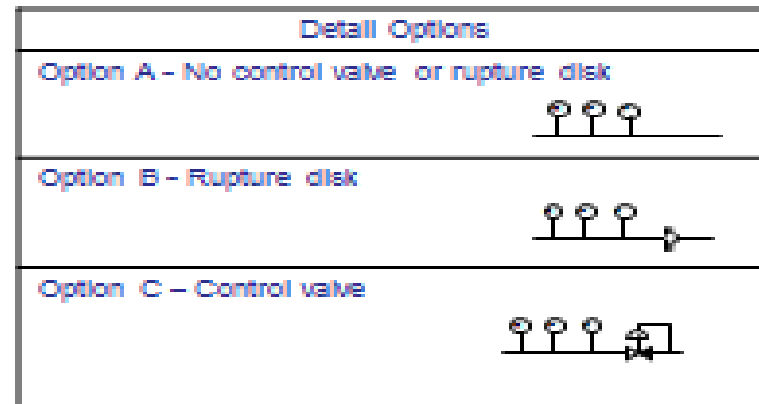 Detail Options
Option A - No control valve or rupture disk
Option B - Rupture disk
Option C – Control valve